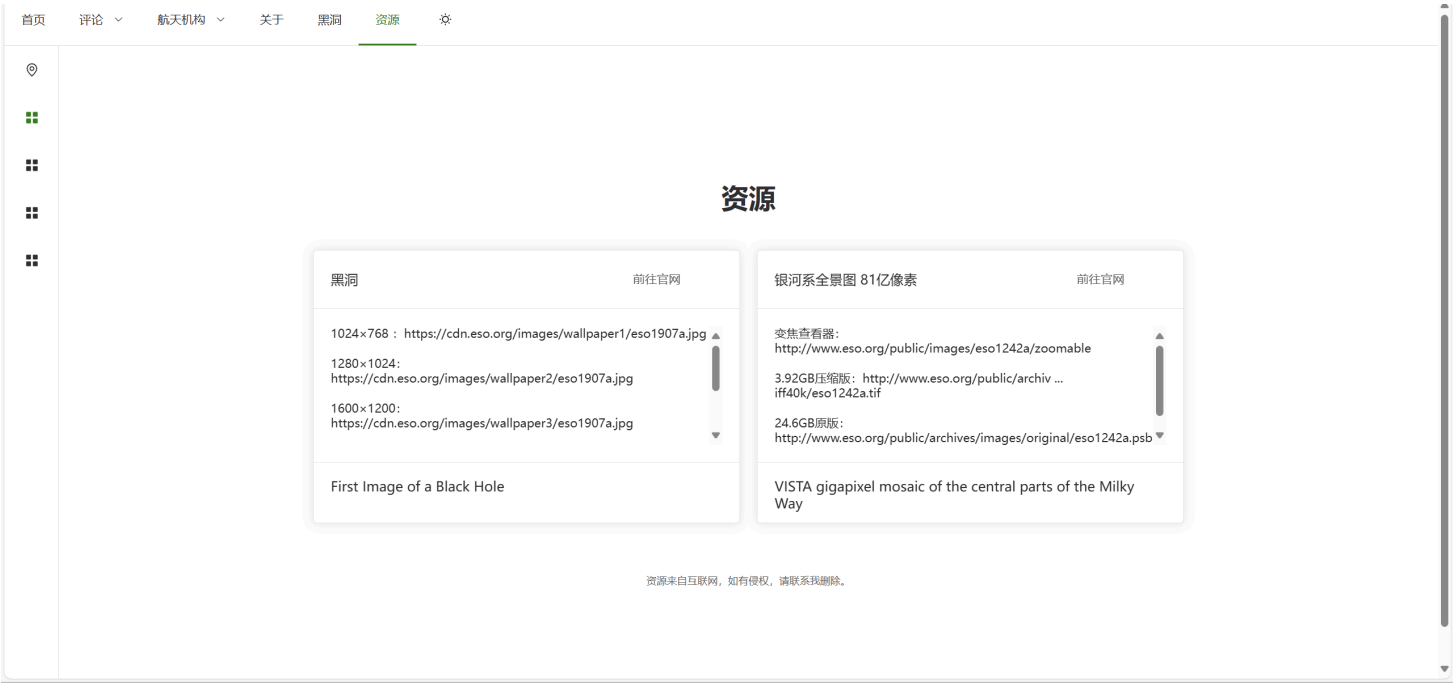 首页 评论 航天机构 关于 黑洞 资源
资源
黑洞 前往官网
1024×768 : https://cdn.eso.org/images/wallpaper1/eso1907a.jpg
1280×1024:
https://cdn.eso.org/images/wallpaper2/eso1907a.jpg
1600×1200:
https://cdn.eso.org/images/wallpaper3/eso1907a.jpg
First Image of a Black Hole
银河系全景图 81亿像素 前往官网
变焦查看器:
http://www.eso.org/public/images/eso1242a/zoomable
3.92GB压缩版：http://www.eso.org/public/archiv ...
iff40k/eso1242a.tif
24.6GB原版:
http://www.eso.org/public/archives/images/original/eso1242a.psb
VISTA gigapixel mosaic of the central parts of the Milky
Way
资源来自互联网，如有侵权，请联系我删除。